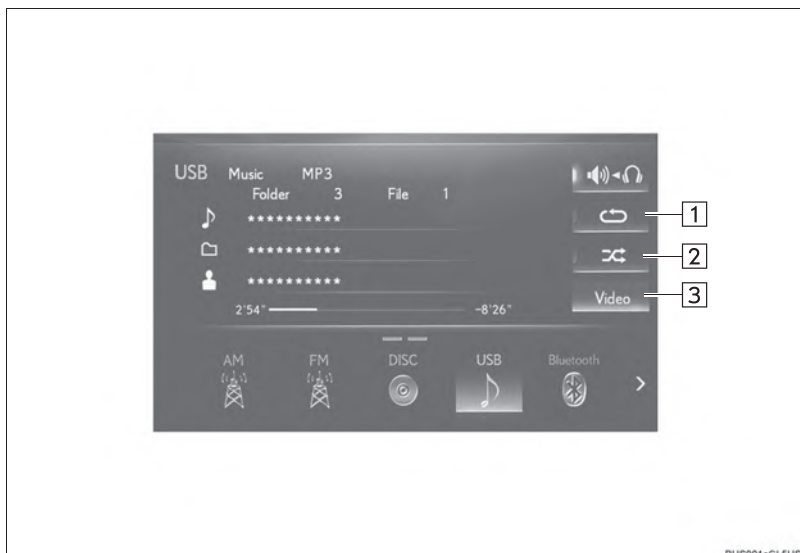 USB Music MP3
Folder 3 File 1
**********
**********
**********
2'54" -8'26"
1
2
Video 3
AM FM DISC USB Bluetooth